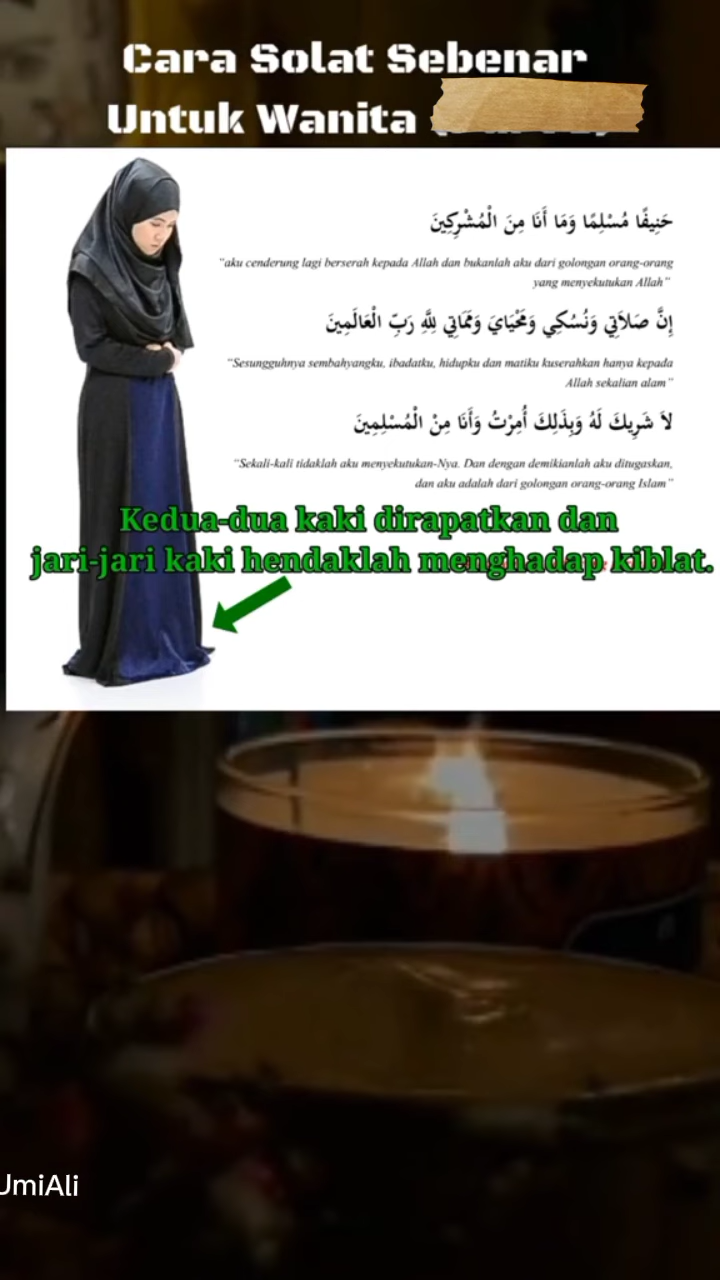 Cara Solat Sebenar
Untuk Wanita
حَنِيفًا مُسْلِمًا وَمَا أَنَا مِنَ الْمُشْرِكِينَ
"aku cenderung lagi berserah kepada Allah dan bukanlah aku dari golongan orang-orang
yang menyekutukan Allah"
إِنَّ صَلَاتِي وَنُسُكِي وَمَحْيَايَ وَمَمَاتِي لِلَّهِ رَبِّ الْعَالَمِينَ
"Sesungguhnya sembahyangku, ibadatku, hidupku dan matiku kuserahkan hanya kepada
Allah sekalian alam"
لاَ شَرِيكَ لَهُ وَبِذَلِكَ أُمِرْتُ وَأَنَا مِنْ الْمُسْلِمِينَ
"Sekali-kali tidaklah aku menyekutukan-Nya. Dan dengan demikianlah aku ditugaskan,
dan aku adalah dari golongan orang-orang Islam"
Kedua-dua kaki dirapatkan dan
jari-jari kaki hendaklah menghadap kiblat.
UmiAli